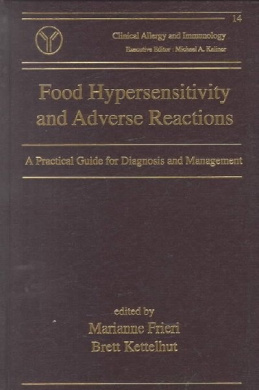 14
Clinical Allergy and Immunology
Executive Editor: Michael A. Kaliner
Food Hypersensitivity
and Adverse Reactions
A Practical Guide for Diagnosis and Management
edited by
Marianne Frieri
Brett Kettelhut